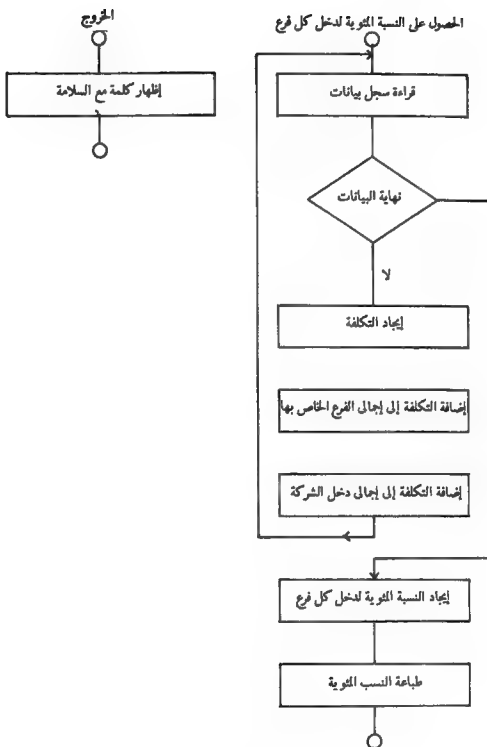 الحصول على النسبة المئوية لدخل كل فرع
قراءة سجل بيانات
نهاية البيانات
لا
إيجاد التكلفة
إضافة التكلفة إلى إجمالى الفرع الخاص بها
إضافة التكلفة إلى إجمالى دخل الشركة
إيجاد النسبة المئوية لدخل كل فرع
طباعة النسب المئوية
الخروج
إظهار كلمة مع السلامة